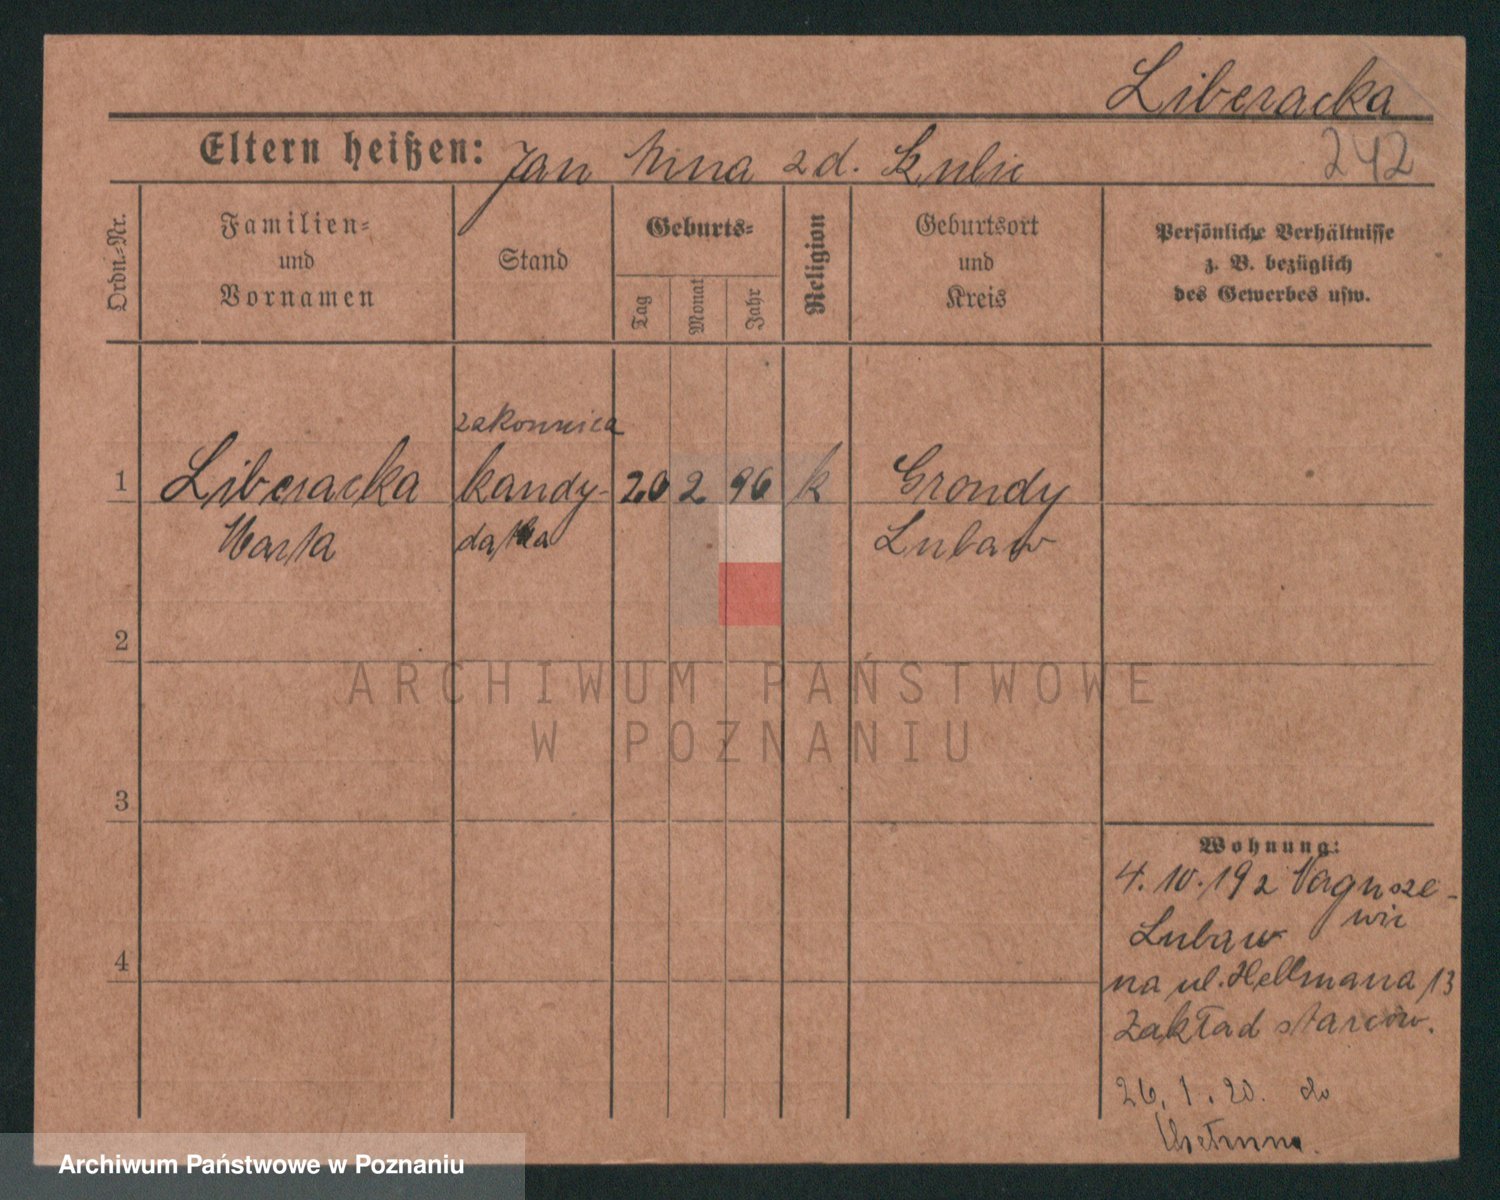 Liberacka
242
Eltern heißen: Jan Nina zd. Kulic
Ordn.-Nr.
Familien-
und
Vornamen
Stand
Geburts-
Tag
Monat
Jahr
Religion
Geburtsort
und
Kreis
Persönliche Verhältnisse
z. B. bezüglich
des Gewerbes usw.
zakonnica
1 Liberacka kandy- 20 2 96 k Grondy
Marta datka Lubaw
2
3
4
ARCHIWUM PAŃSTWOWE
W POZNANIU
Wohnung:
4.10.192
Lubaw wic
na ul. Hellmana 13
Zakład starców.
26.1.20. do
Chełmna.
Archiwum Państwowe w Poznaniu